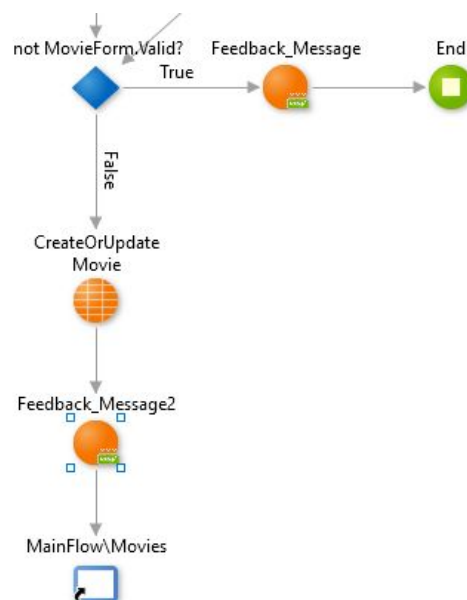 not MovieForm.Valid?
Feedback_Message
End
True
False
CreateOrUpdate
Movie
Feedback_Message2
MainFlow\Movies